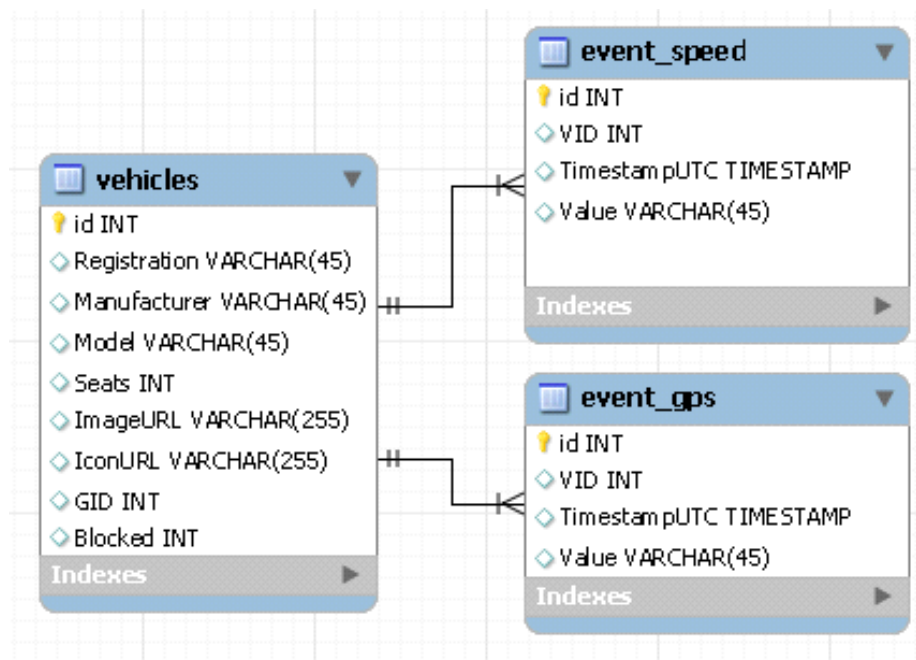 vehicles
id INT
Registration VARCHAR(45)
Manufacturer VARCHAR(45)
Model VARCHAR(45)
Seats INT
ImageURL VARCHAR(255)
IconURL VARCHAR(255)
GID INT
Blocked INT
Indexes
event_speed
id INT
VID INT
TimestampUTC TIMESTAMP
Value VARCHAR(45)
Indexes
event_gps
id INT
VID INT
TimestampUTC TIMESTAMP
Value VARCHAR(45)
Indexes